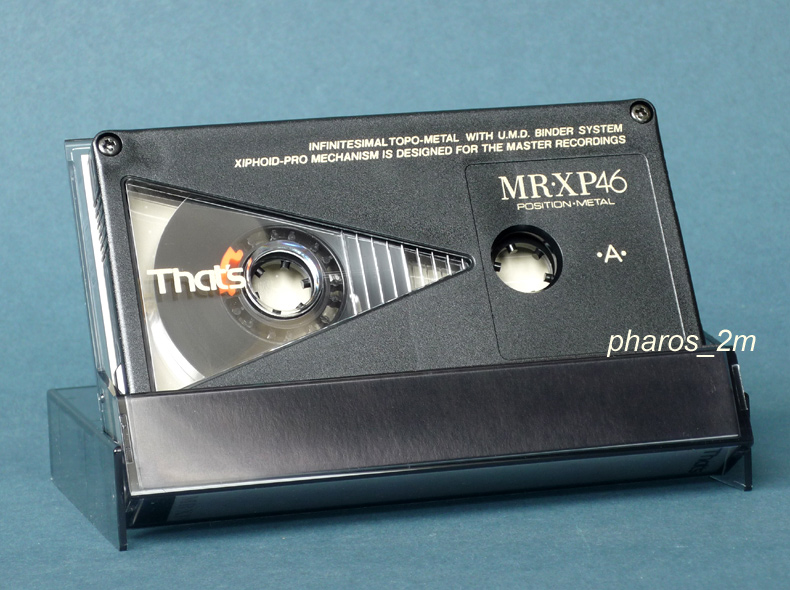 INFINITESIMAL TOPO-METAL WITH U.M.D. BINDER SYSTEM
XIPHOID-PRO MECHANISM IS DESIGNED FOR THE MASTER RECORDINGS
MR·XP46
POSITION·METAL
That's
·A·
pharos_2m
That's